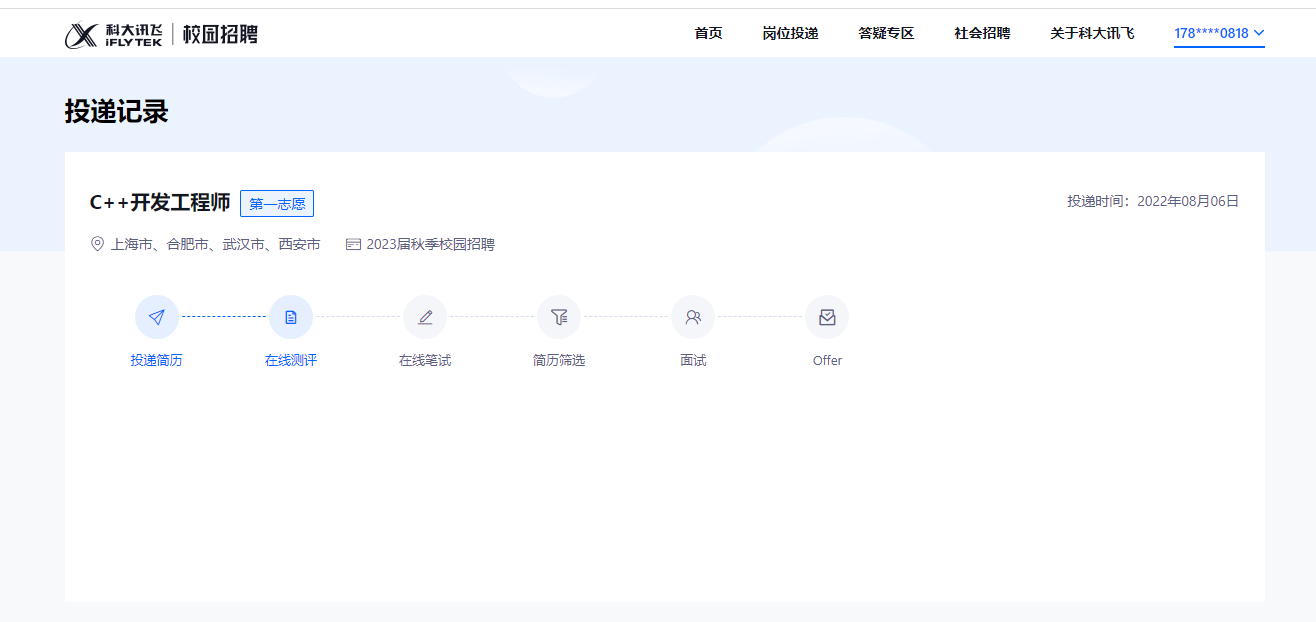 科大讯飞 iFLYTEK 校园招聘 首页 岗位投递 答疑专区 社会招聘 关于科大讯飞 178****0818
投递记录
C++开发工程师 第一志愿 投递时间：2022年08月06日
上海市、合肥市、武汉市、西安市 2023届秋季校园招聘
投递简历 在线测评 在线笔试 简历筛选 面试 Offer